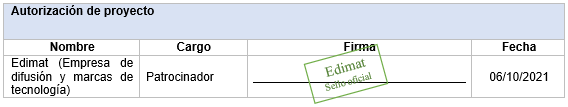 Autorización de proyecto
Nombre Cargo Firma Fecha
Edimat (Empresa de
difusión y marcas de
tecnología)
Patrocinador
Edimat
Sello oficial
06/10/2021